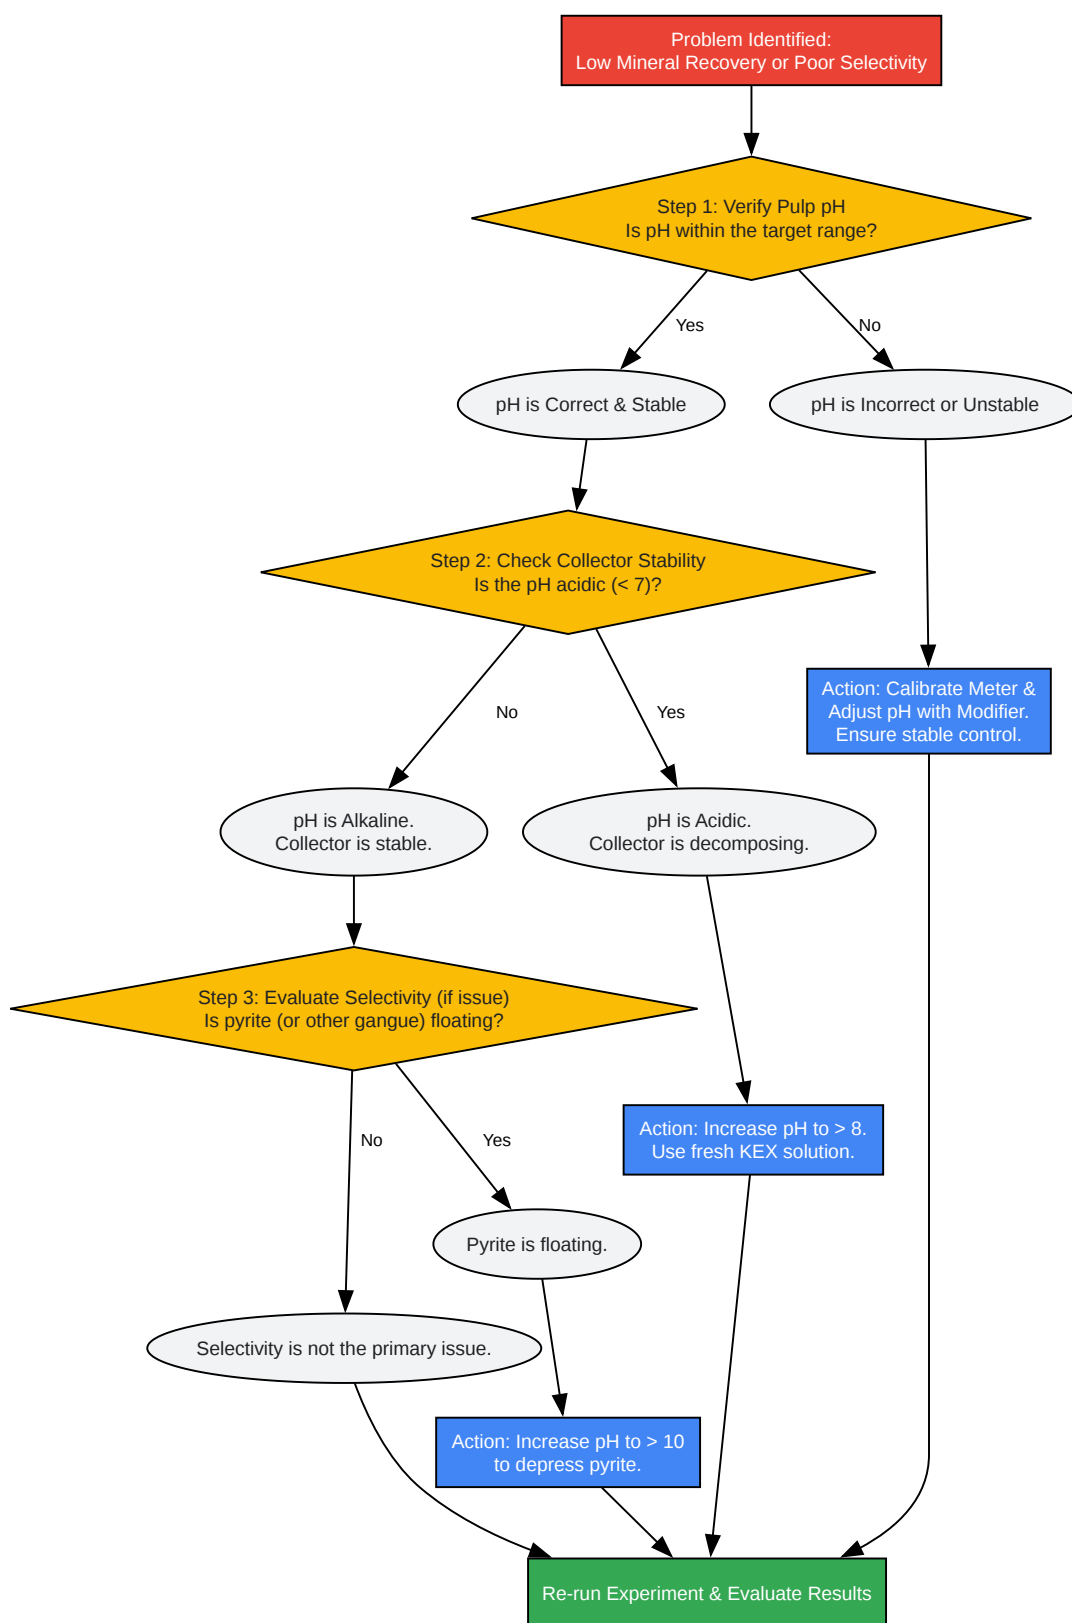 Problem Identified:
Low Mineral Recovery or Poor Selectivity
Step 1: Verify Pulp pH
Is pH within the target range?
Yes
No
pH is Correct & Stable
pH is Incorrect or Unstable
Step 2: Check Collector Stability
Is the pH acidic (< 7)?
No
Yes
Action: Calibrate Meter &
Adjust pH with Modifier.
Ensure stable control.
pH is Alkaline.
Collector is stable.
pH is Acidic.
Collector is decomposing.
Step 3: Evaluate Selectivity (if issue)
Is pyrite (or other gangue) floating?
No
Yes
Action: Increase pH to > 8.
Use fresh KEX solution.
Pyrite is floating.
Selectivity is not the primary issue.
Action: Increase pH to > 10
to depress pyrite.
Re-run Experiment & Evaluate Results